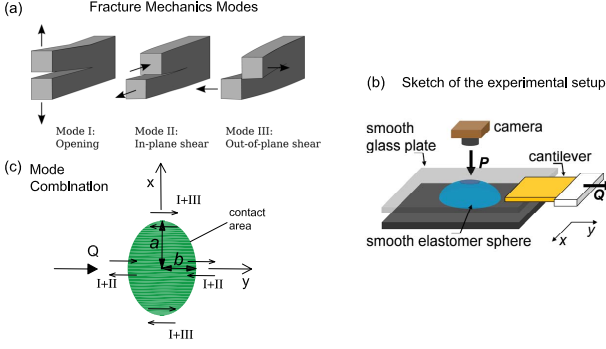 Fracture Mechanics Modes
(a)
Mode I:
Opening
Mode II:
In-plane shear
Mode III:
Out-of-plane shear
(b) Sketch of the experimental setup
smooth
glass plate
camera
P
cantilever
Q
smooth elastomer sphere
x
y
(c) Mode
Combination
x
I+III
contact
area
a
Q
b
I+II
I+II
y
I+III